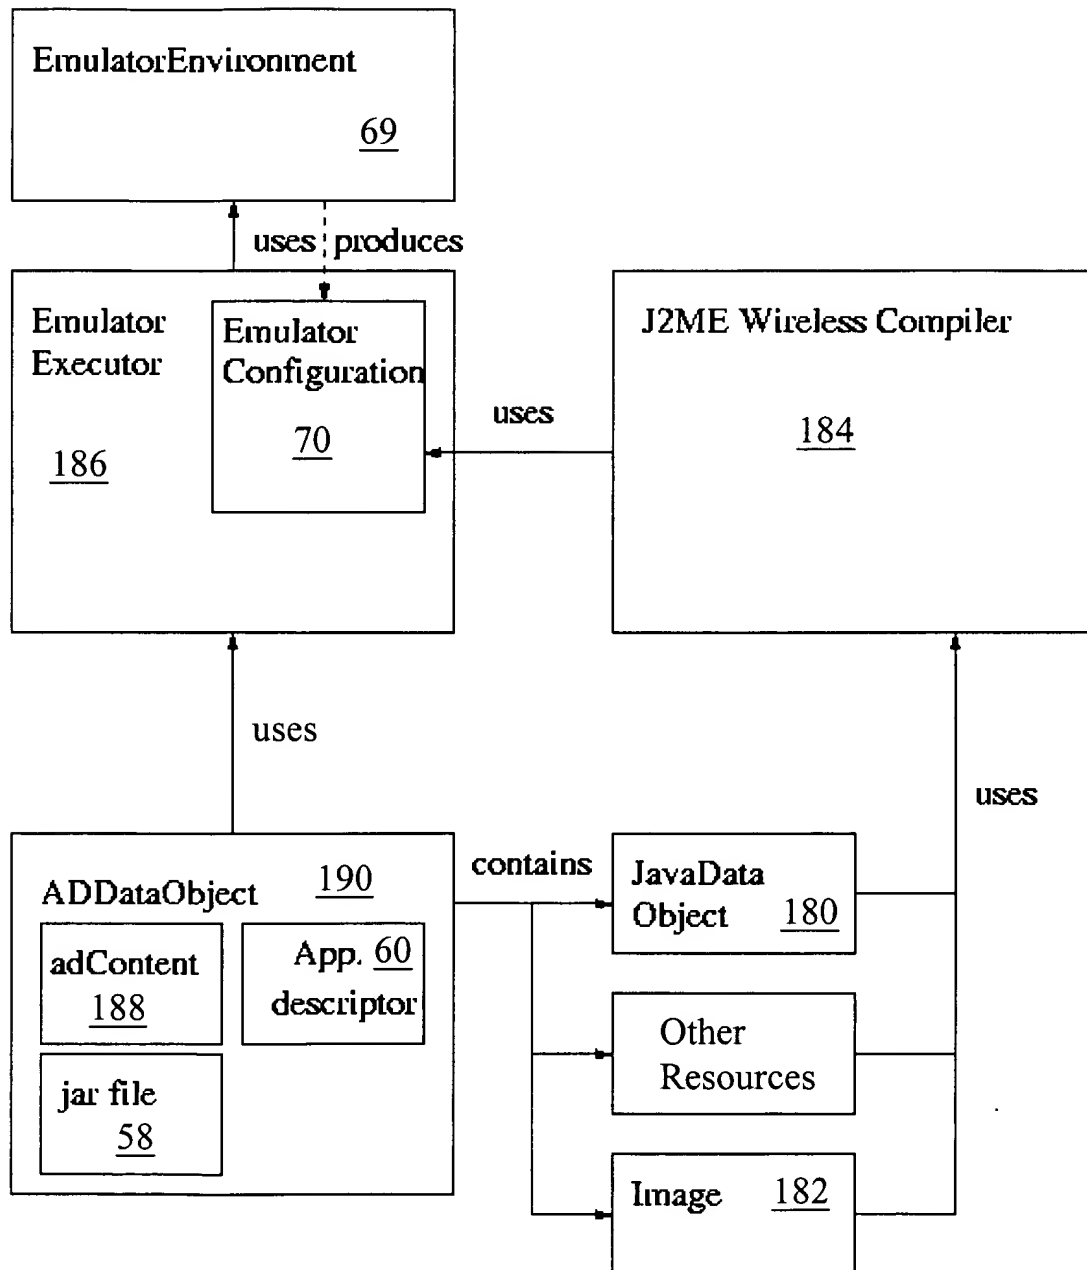 EmulatorEnvironment
69
uses produces
Emulator
Executor
186
Emulator
Configuration
70
uses
J2ME Wireless Compiler
184
uses
uses
ADDataObject 190
adContent
188
App. 60
descriptor
jar file
58
contains
JavaData
Object 180
Other
Resources
Image 182